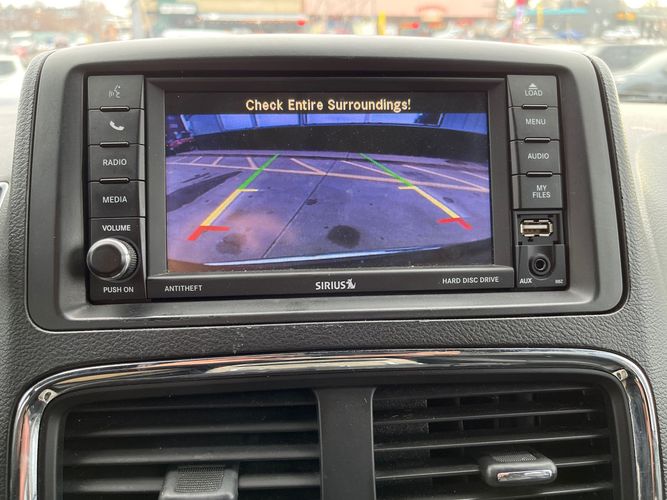 Check Entire Surroundings!
RADIO
MEDIA
VOLUME
PUSH ON
LOAD
MENU
AUDIO
MY
FILES
AUX
ANTITHEFT
SIRIUS
HARD DISC DRIVE